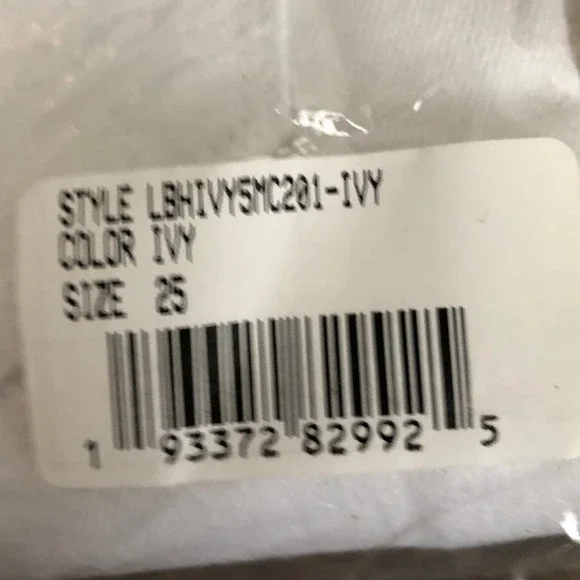 STYLE LBHIVY5MC201-IVY
COLOR IVY
SIZE 25
1 93372 82992 5